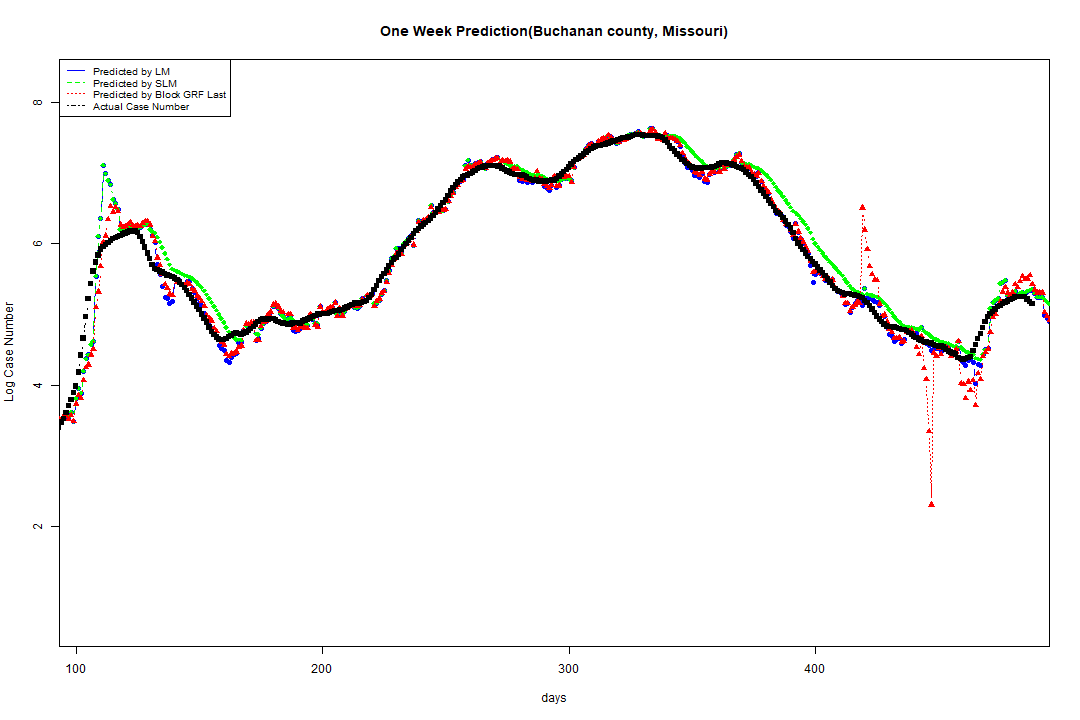 One Week Prediction(Buchanan county, Missouri)
Predicted by LM
Predicted by SLM
Predicted by Block GRF Last
Actual Case Number
8
6
4
2
Log Case Number
100 200 300 400
days